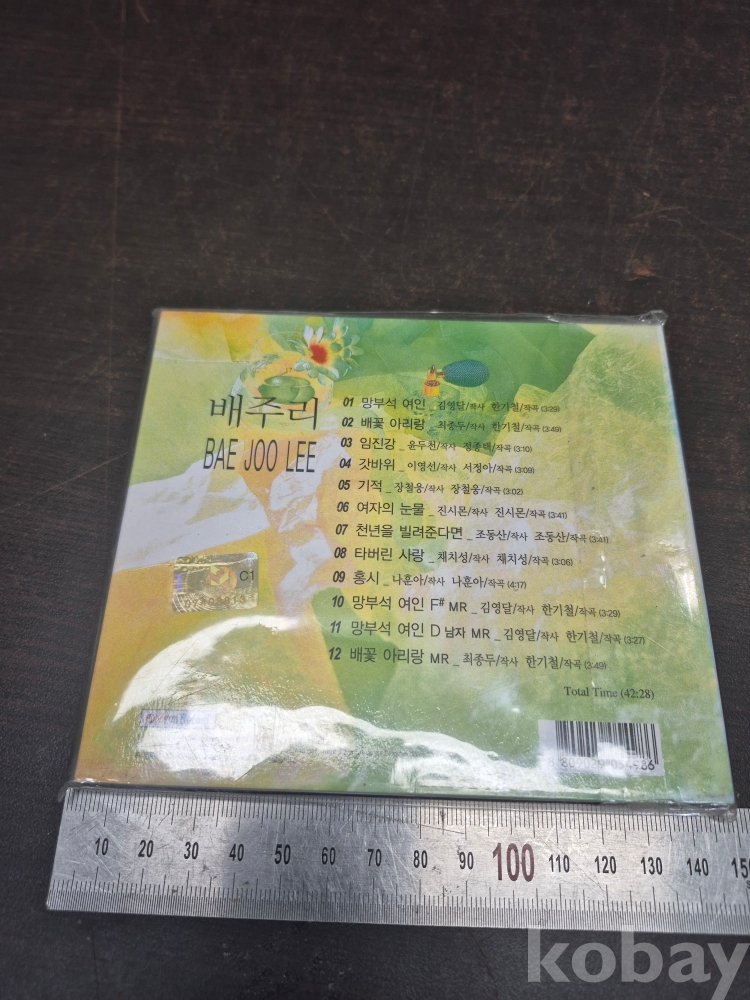 배주리
BAE JOO LEE
01 망부석 여인 _ 김영달/작사 한기철/작곡 (3:29)
02 배꽃 아리랑 _ 최종두/작사 한기철/작곡 (3:49)
03 임진강 _ 윤두천/작사 정종택/작곡 (3:10)
04 갓바위 _ 이영선/작사 서정아/작곡 (3:09)
05 기적 _ 장철웅/작사 장철웅/작곡 (3:02)
06 여자의 눈물 _ 진시몬/작사 진시몬/작곡 (3:41)
07 천년을 빌려준다면 _ 조동산/작사 조동산/작곡 (3:41)
08 타버린 사랑 _ 채치성/작사 채치성/작곡 (3:06)
09 홍시 _ 나훈아/작사 나훈아/작곡 (4:17)
10 망부석 여인 F# MR _ 김영달/작사 한기철/작곡 (3:29)
11 망부석 여인 D 남자 MR _ 김영달/작사 한기철/작곡 (3:27)
12 배꽃 아리랑 MR _ 최종두/작사 한기철/작곡 (3:49)
Total Time (42:28)
C1
10 20 30 40 50 60 70 80 90 100 110 120 130 140
kobay